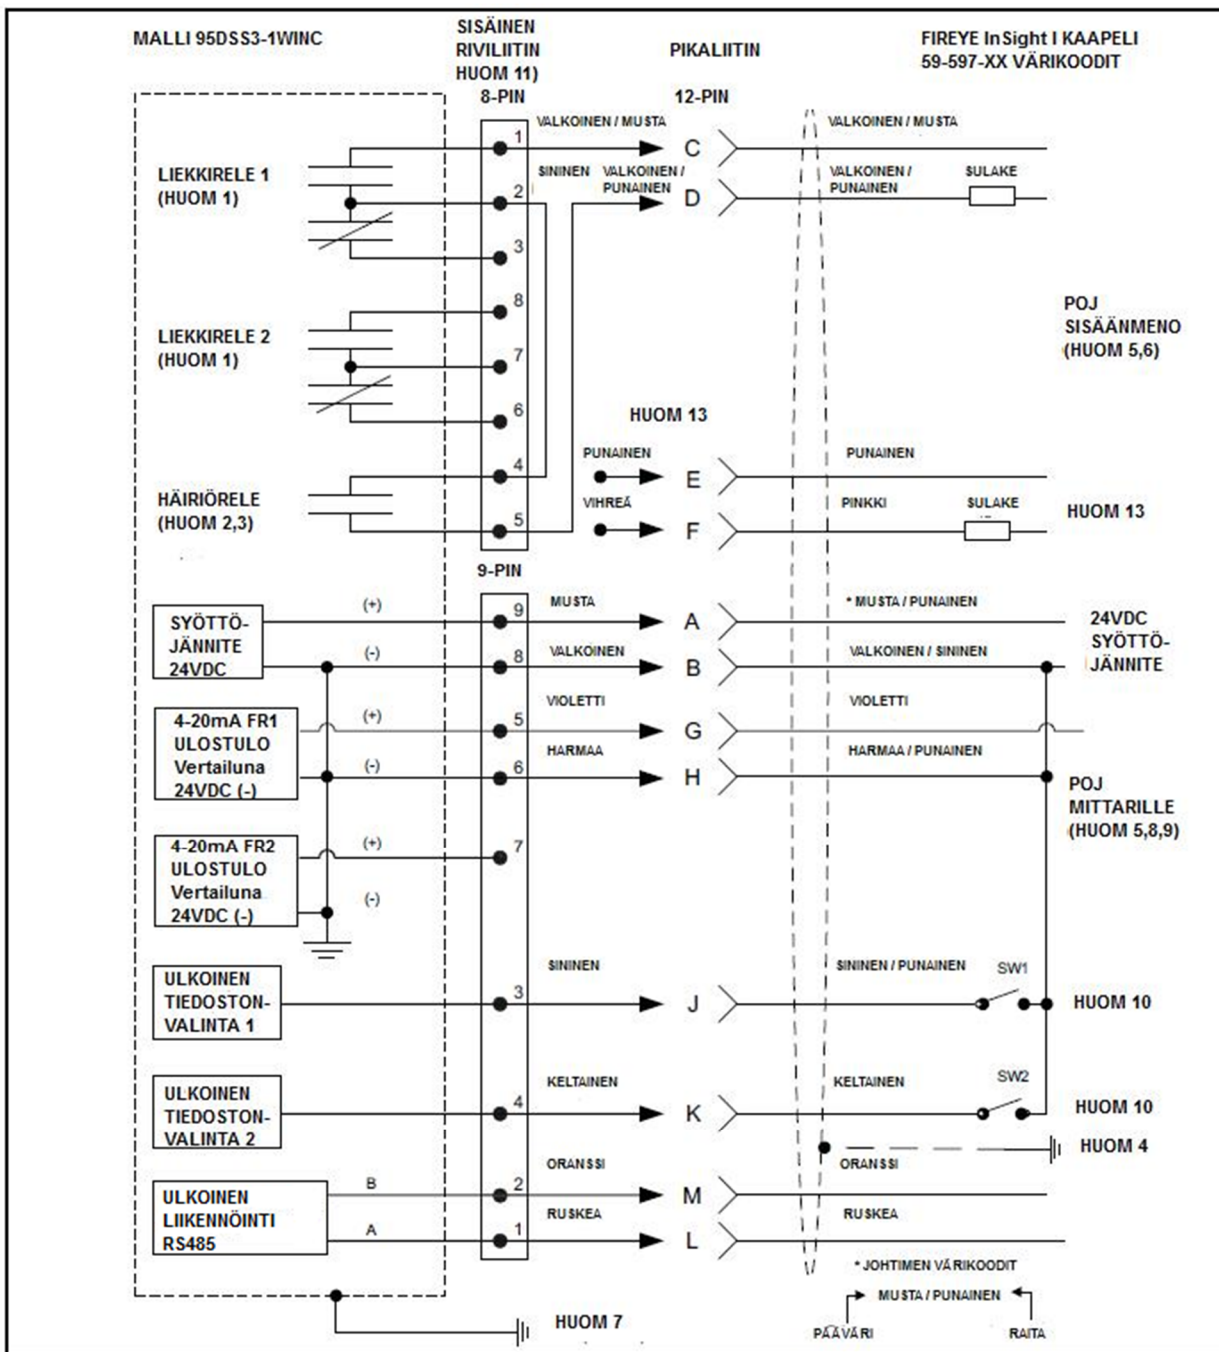 MALLI 95DSS3-1WINC
SISÄINEN
RIVILIITIN
HUOM 11)
8-PIN
PIKALIITIN
12-PIN
FIREYE InSight I KAAPELI
59-597-XX VÄRIKOODIT
LIEKKIRELE 1
(HUOM 1)
1
VALKOINEN / MUSTA
C
VALKOINEN / MUSTA
2
SININEN
VALKOINEN /
PUNAINEN
D
VALKOINEN /
PUNAINEN
SULAKE
3
LIEKKIRELE 2
(HUOM 1)
8
7
6
POJ
SISÄÄNMENO
(HUOM 5,6)
HUOM 13
HÄIRIÖRELE
(HUOM 2,3)
4
PUNAINEN
E
PUNAINEN
5
VIHREÄ
F
PINKKI
SULAKE
HUOM 13
9-PIN
SYÖTTÖ-
JÄNNITE
24VDC
(+)
9
MUSTA
A
* MUSTA / PUNAINEN
(-)
8
VALKOINEN
B
VALKOINEN / SININEN
24VDC
SYÖTTÖ-
JÄNNITE
4-20mA FR1
ULOSTULO
Vertailuna
24VDC (-)
(+)
5
VIOLETTI
G
VIOLETTI
(-)
6
HARMAA
H
HARMAA / PUNAINEN
POJ
MITTARILLE
(HUOM 5,8,9)
4-20mA FR2
ULOSTULO
Vertailuna
24VDC (-)
(+)
7
(-)
ULKOINEN
TIEDOSTON-
VALINTA 1
3
SININEN
J
SININEN / PUNAINEN
SW1
HUOM 10
ULKOINEN
TIEDOSTON-
VALINTA 2
4
KELTAINEN
K
KELTAINEN
SW2
HUOM 10
HUOM 4
ULKOINEN
LIIKENNÖINTI
RS485
B
2
ORANSSI
M
ORANSSI
A
1
RUSKEA
L
RUSKEA
* JOHTIMEN VÄRIKOODIT
MUSTA / PUNAINEN
PÄÄVÄRI
RAITA
HUOM 7